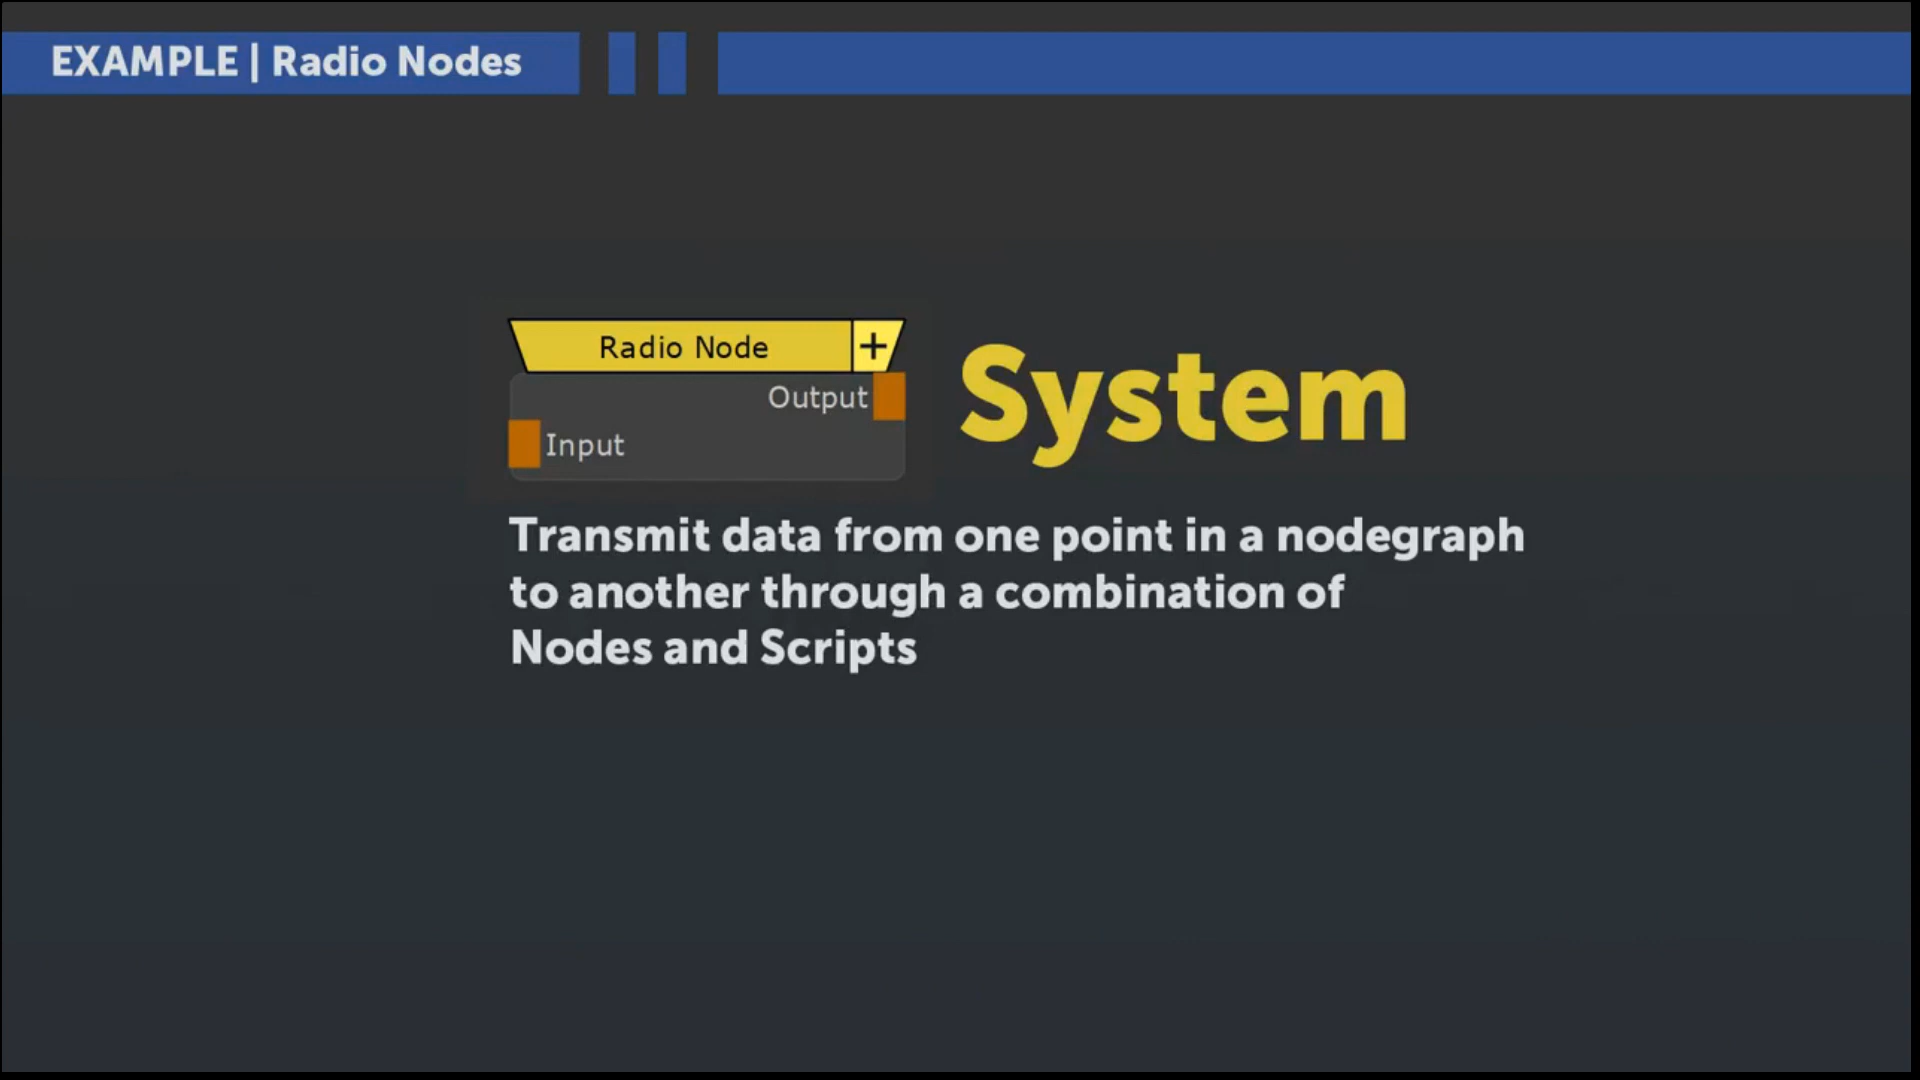 EXAMPLE | Radio Nodes
Radio Node +
Output
Input
System
Transmit data from one point in a nodegraph
to another through a combination of
Nodes and Scripts